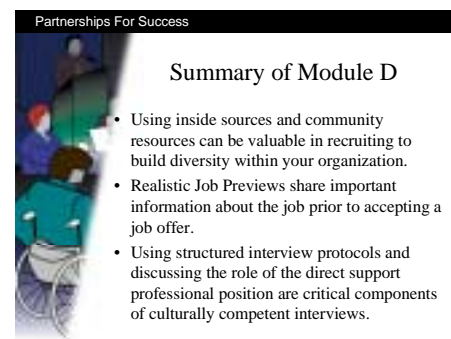 Partnerships For Success
Summary of Module D
• Using inside sources and community
resources can be valuable in recruiting to
build diversity within your organization.
• Realistic Job Previews share important
information about the job prior to accepting a
job offer.
• Using structured interview protocols and
discussing the role of the direct support
professional position are critical components
of culturally competent interviews.